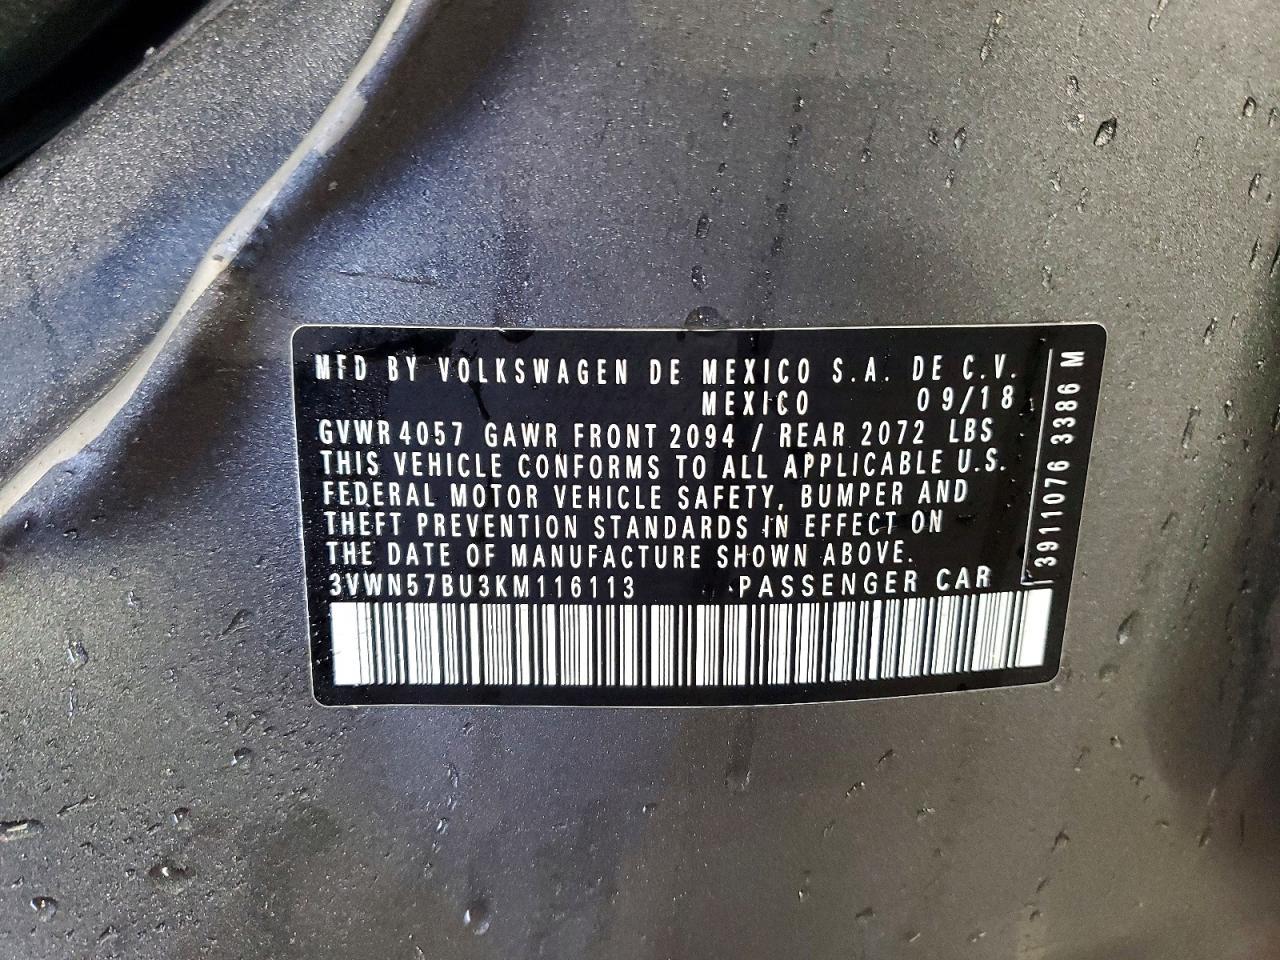 MFD BY VOLKSWAGEN DE MEXICO S.A. DE C.V.
MEXICO 09/18
GVWR 4057 GAWR FRONT 2094 / REAR 2072 LBS
THIS VEHICLE CONFORMS TO ALL APPLICABLE U.S.
FEDERAL MOTOR VEHICLE SAFETY, BUMPER AND
THEFT PREVENTION STANDARDS IN EFFECT ON
THE DATE OF MANUFACTURE SHOWN ABOVE.
3VWN57BU3KM116113 PASSENGER CAR
3911076 3386 M